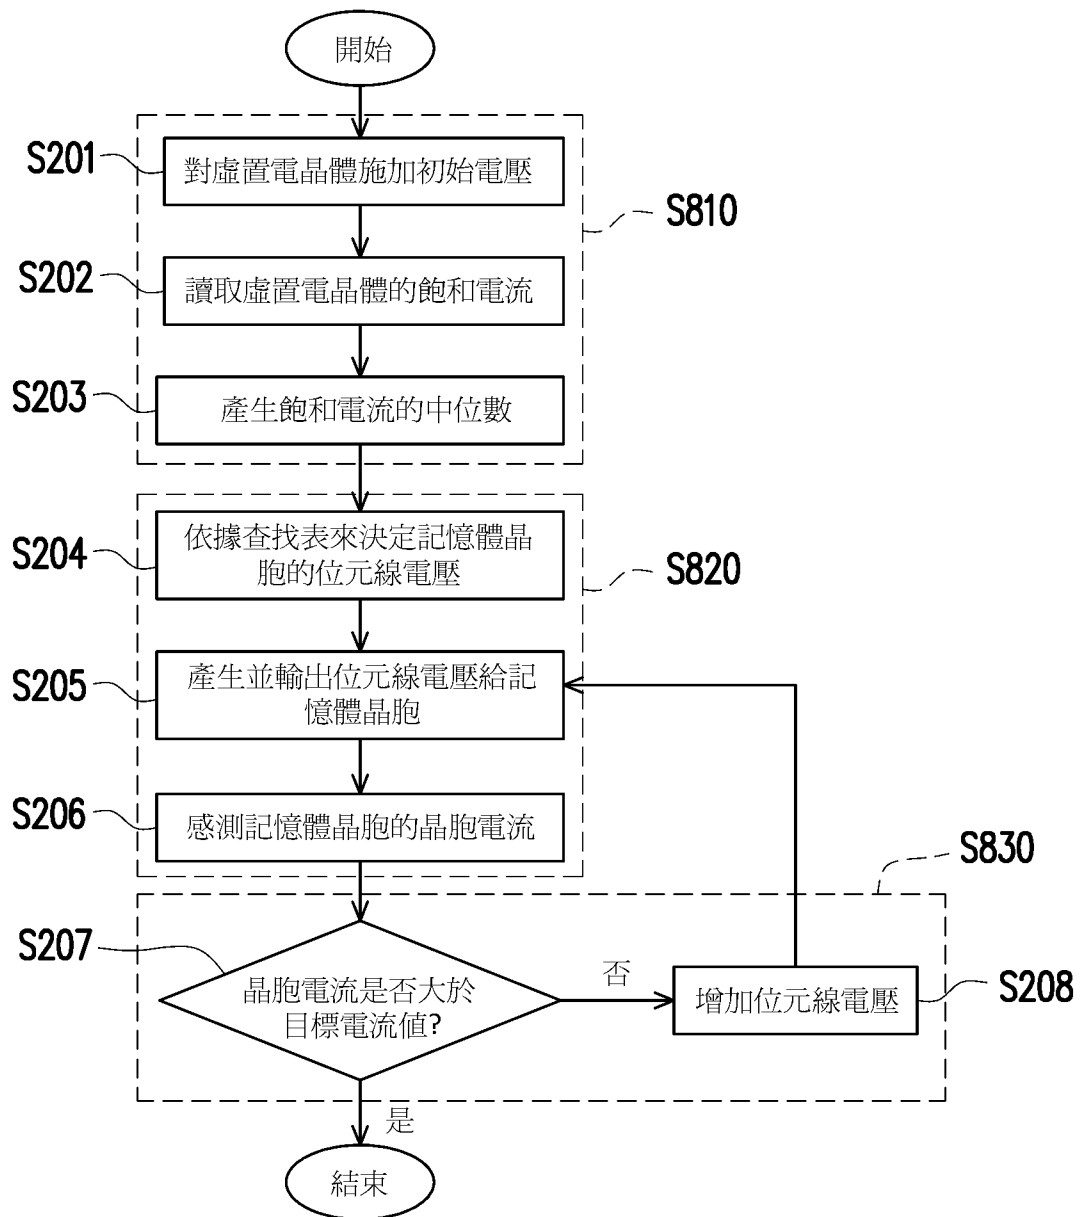 開始
S201
對虛置電晶體施加初始電壓
S810
S202
讀取虛置電晶體的飽和電流
S203
產生飽和電流的中位數
S204
依據查找表來決定記憶體晶
胞的位元線電壓
S820
S205
產生並輸出位元線電壓給記
憶體晶胞
S206
感測記憶體晶胞的晶胞電流
S830
S207
晶胞電流是否大於
目標電流值?
否
增加位元線電壓
S208
是
結束